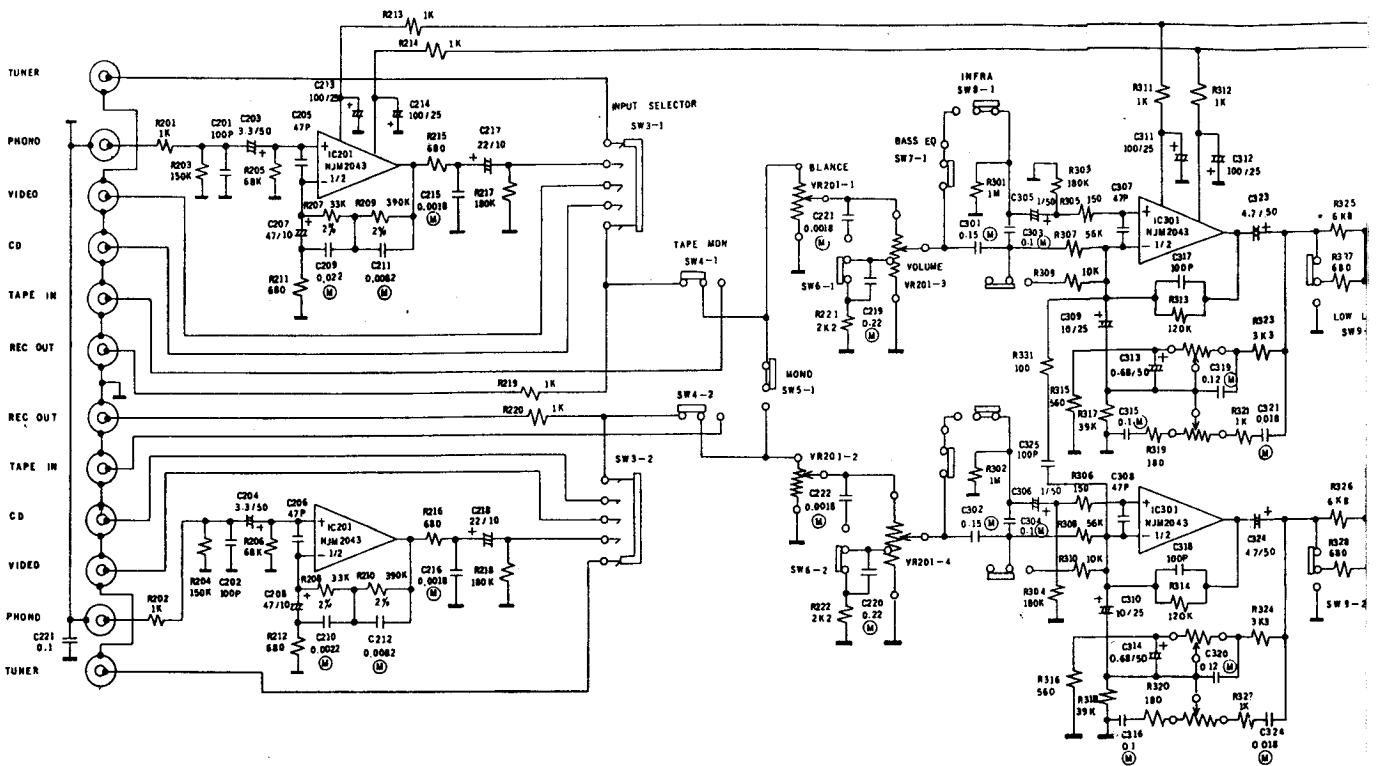 R213 1K
R214 1K
TUNER
PHONO
VIDEO
CD
TAPE IN
REC OUT
REC OUT
TAPE IN
CD
VIDEO
PHONO
TUNER
C221
0.1
R201
1K
C201
100P
C203
3.3/50
C205
47P
R203
150K
R205
68K
C213
100/25
C214
100/25
IC201
NJM2043
1/2
+
−
R215
680
C217
22/10
C215
0.0018
M
R217
180K
R207 33K
2%
R209 390K
2%
C207
47/10
C209
0.022
M
C211
0.0082
M
R211
680
INPUT SELECTOR
SW3-1
TAPE MON
SW4-1
R219 1K
R220 1K
SW4-2
MONO
SW5-1
SW3-2
R202
1K
R204
150K
C202
100P
C204
3.3/50
R206
68K
C206
47P
IC201
NJM2043
1/2
+
−
R216
680
C218
22/10
C216
0.0018
M
R218
180K
R208 33K
2%
R210 390K
2%
C208
47/10
C210
0.0022
M
C212
0.0082
M
R212
680
BLANCE
VR201-1
C221
0.0018
M
VOLUME
VR201-3
SW6-1
R221
2K2
C219
0.22
M
VR201-2
C222
0.0018
M
VR201-4
SW6-2
R222
2K2
C220
0.22
M
INFRA
SW8-1
BASS EQ
SW7-1
R301
1M
C301
0.15 M
C305
1/50
C303
0.1 M
R303
180K
R305 150
C307
47P
R307 56K
R309 10K
IC301
NJM2043
1/2
+
−
R311
1K
R312
1K
C311
100/25
C312
100/25
C323
4.7/50
R325
6K8
680
LOW L
SW9-
C317
100P
R313
120K
C309
10/25
R331
100
R315
560
R317
39K
C313
0.68/50
C315
0.1 M
R319
180
C319
0.12 M
R323
3K3
R321
1K
C321
0018
M
R302
1M
C302
0.15 M
C325
100P
C306 1/50
C304
0.1 M
R306
150
C308
47P
R308 56K
R310 10K
R304
180K
IC301
NJM2043
1/2
+
−
C324
47/50
R326
6K8
R328
680
SW9-2
C318
100P
R314
120K
C310
10/25
C314
0.68/50
R316
560
39K
C316
0.1
M
R320
180
C320
0.12 M
R324
3K3
1K
C324
0.018
M